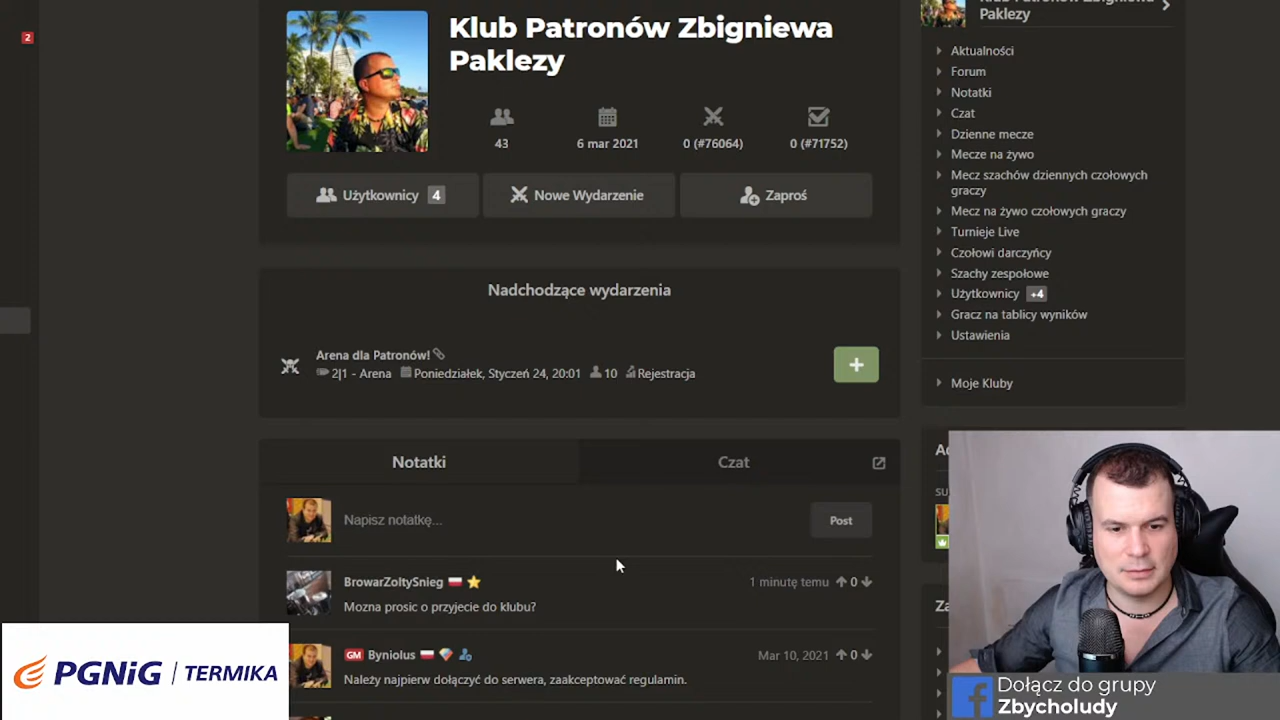 2
Klub Patronów Zbigniewa
Paklezy
43
6 mar 2021
0 (#76064)
0 (#71752)
Użytkownicy 4
Nowe Wydarzenie
Zaproś
Nadchodzące wydarzenia
Arena dla Patronów!
2|1 - Arena Poniedziałek, Styczeń 24, 20:01 10 Rejestracja
Notatki
Czat
Napisz notatkę...
Post
BrowarZoltySnieg
1 minutę temu 0
Mozna prosic o przyjecie do klubu?
GM Byniolus
Mar 10, 2021 0
Należy najpierw dołączyć do serwera, zaakceptować regulamin.
Paklezy
Aktualności
Forum
Notatki
Czat
Dzienne mecze
Mecze na żywo
Mecz szachów dziennych czołowych
graczy
Mecz na żywo czołowych graczy
Turnieje Live
Czołowi darczyńcy
Szachy zespołowe
Użytkownicy +4
Gracz na tablicy wyników
Ustawienia
Moje Kluby
PGNiG | TERMIKA
Dołącz do grupy
Zbycholudy